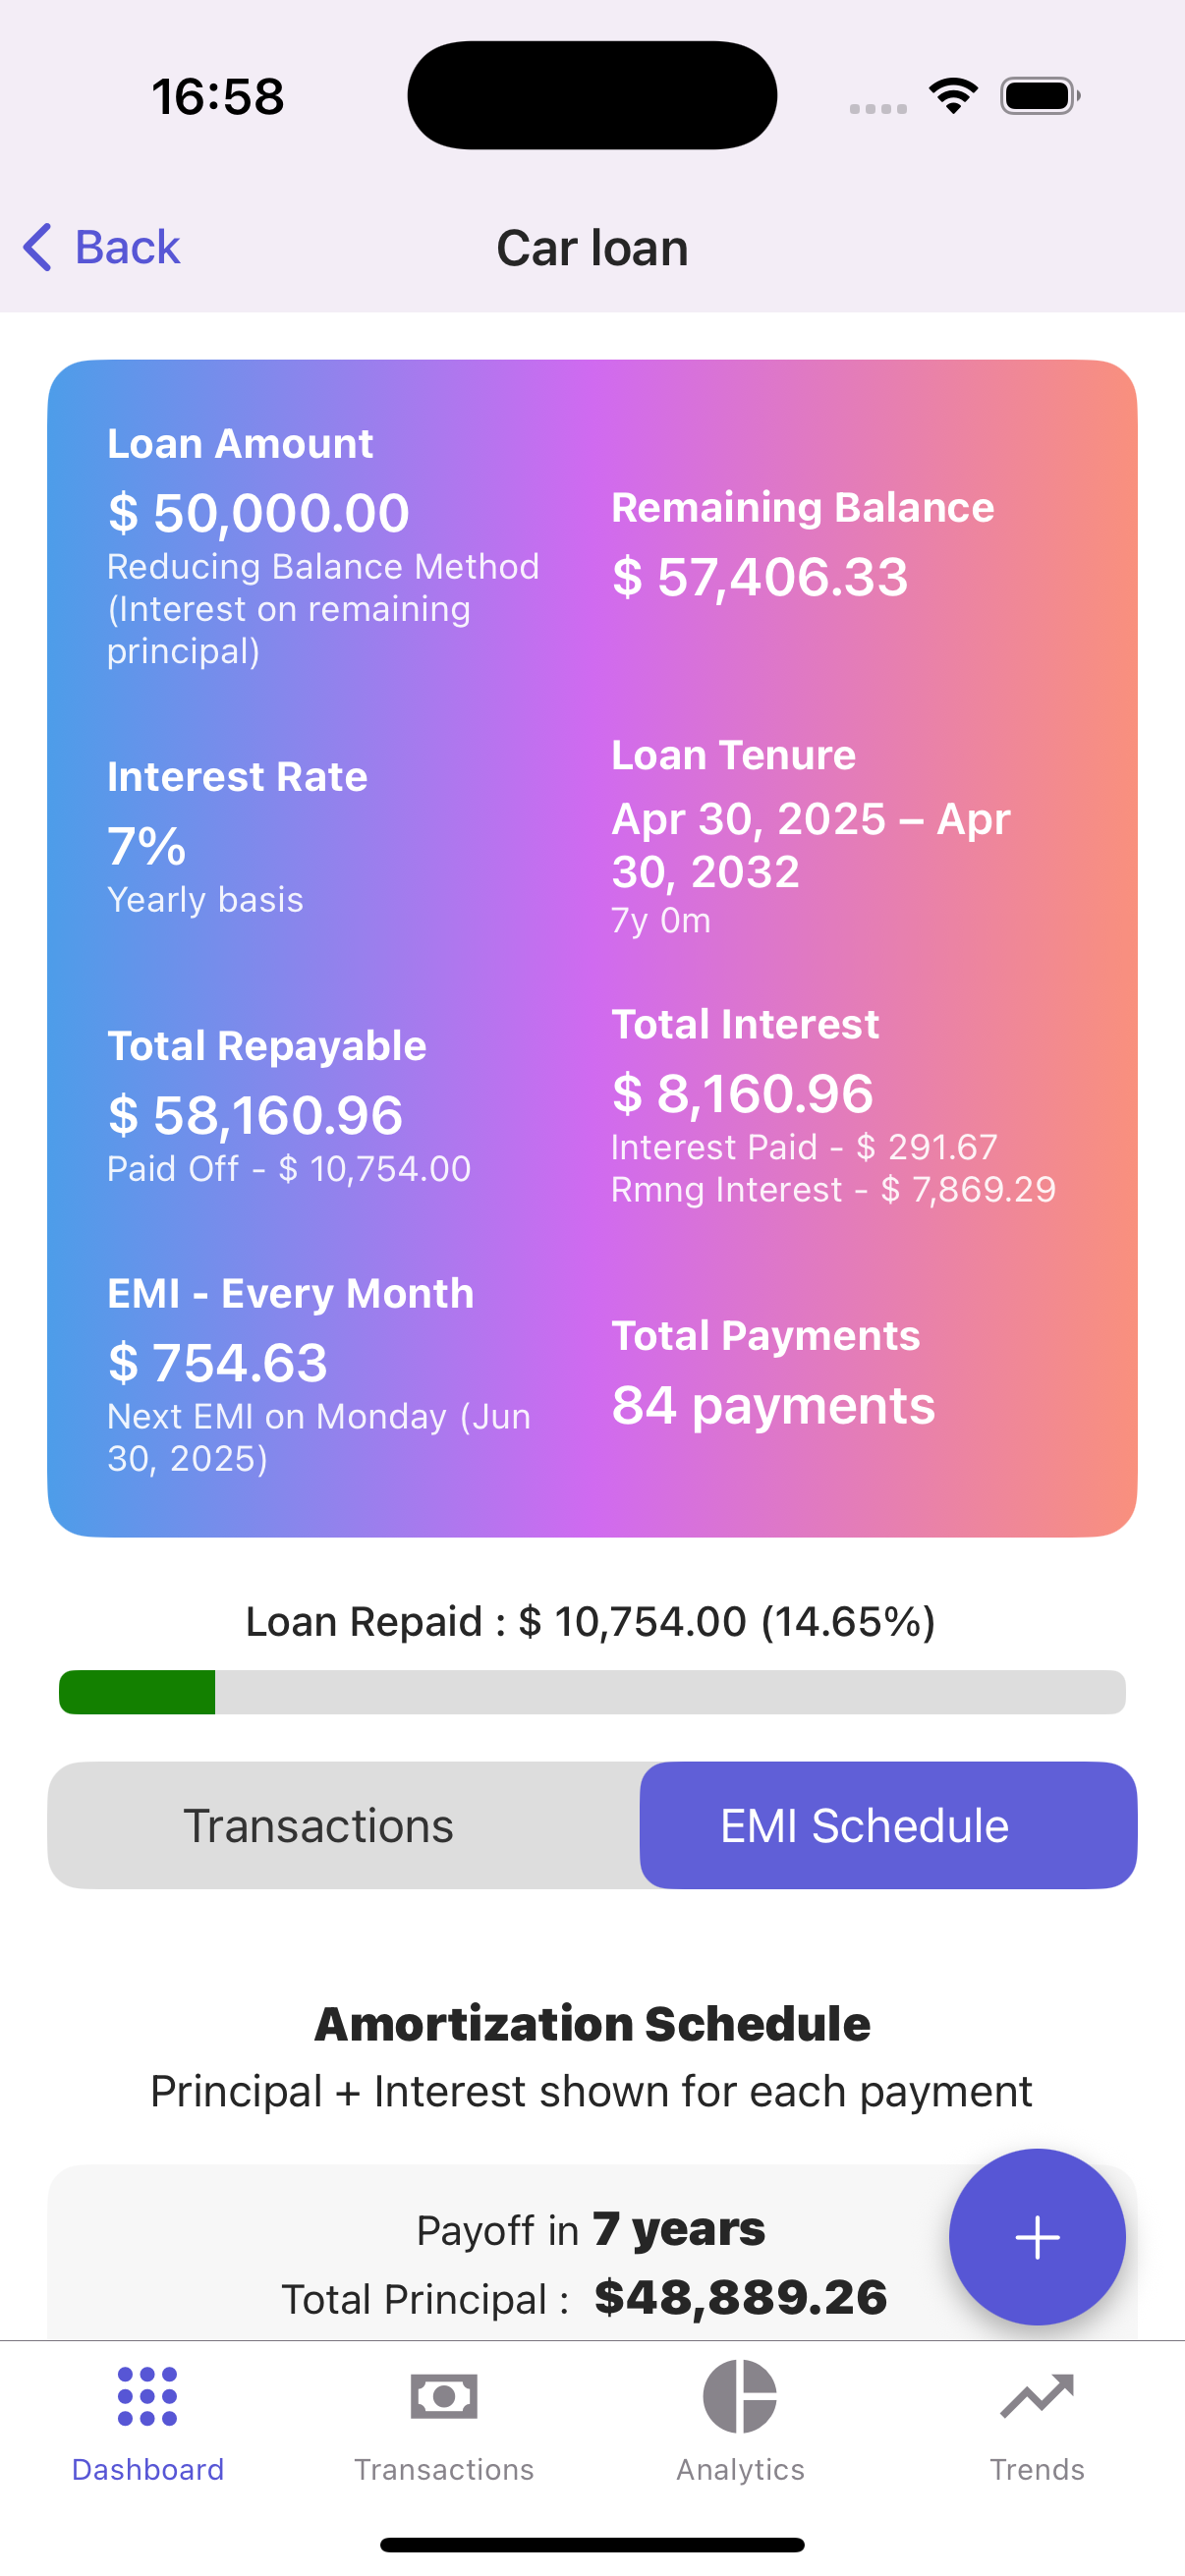 16:58
Back
Car loan
Loan Amount
$ 50,000.00
Reducing Balance Method
(Interest on remaining
principal)
Remaining Balance
$ 57,406.33
Interest Rate
7%
Yearly basis
Loan Tenure
Apr 30, 2025 – Apr
30, 2032
7y 0m
Total Repayable
$ 58,160.96
Paid Off - $ 10,754.00
Total Interest
$ 8,160.96
Interest Paid - $ 291.67
Rmng Interest - $ 7,869.29
EMI - Every Month
$ 754.63
Next EMI on Monday (Jun
30, 2025)
Total Payments
84 payments
Loan Repaid : $ 10,754.00 (14.65%)
Transactions
EMI Schedule
Amortization Schedule
Principal + Interest shown for each payment
Payoff in 7 years
Total Principal : $48,889.26
Dashboard
Transactions
Analytics
Trends